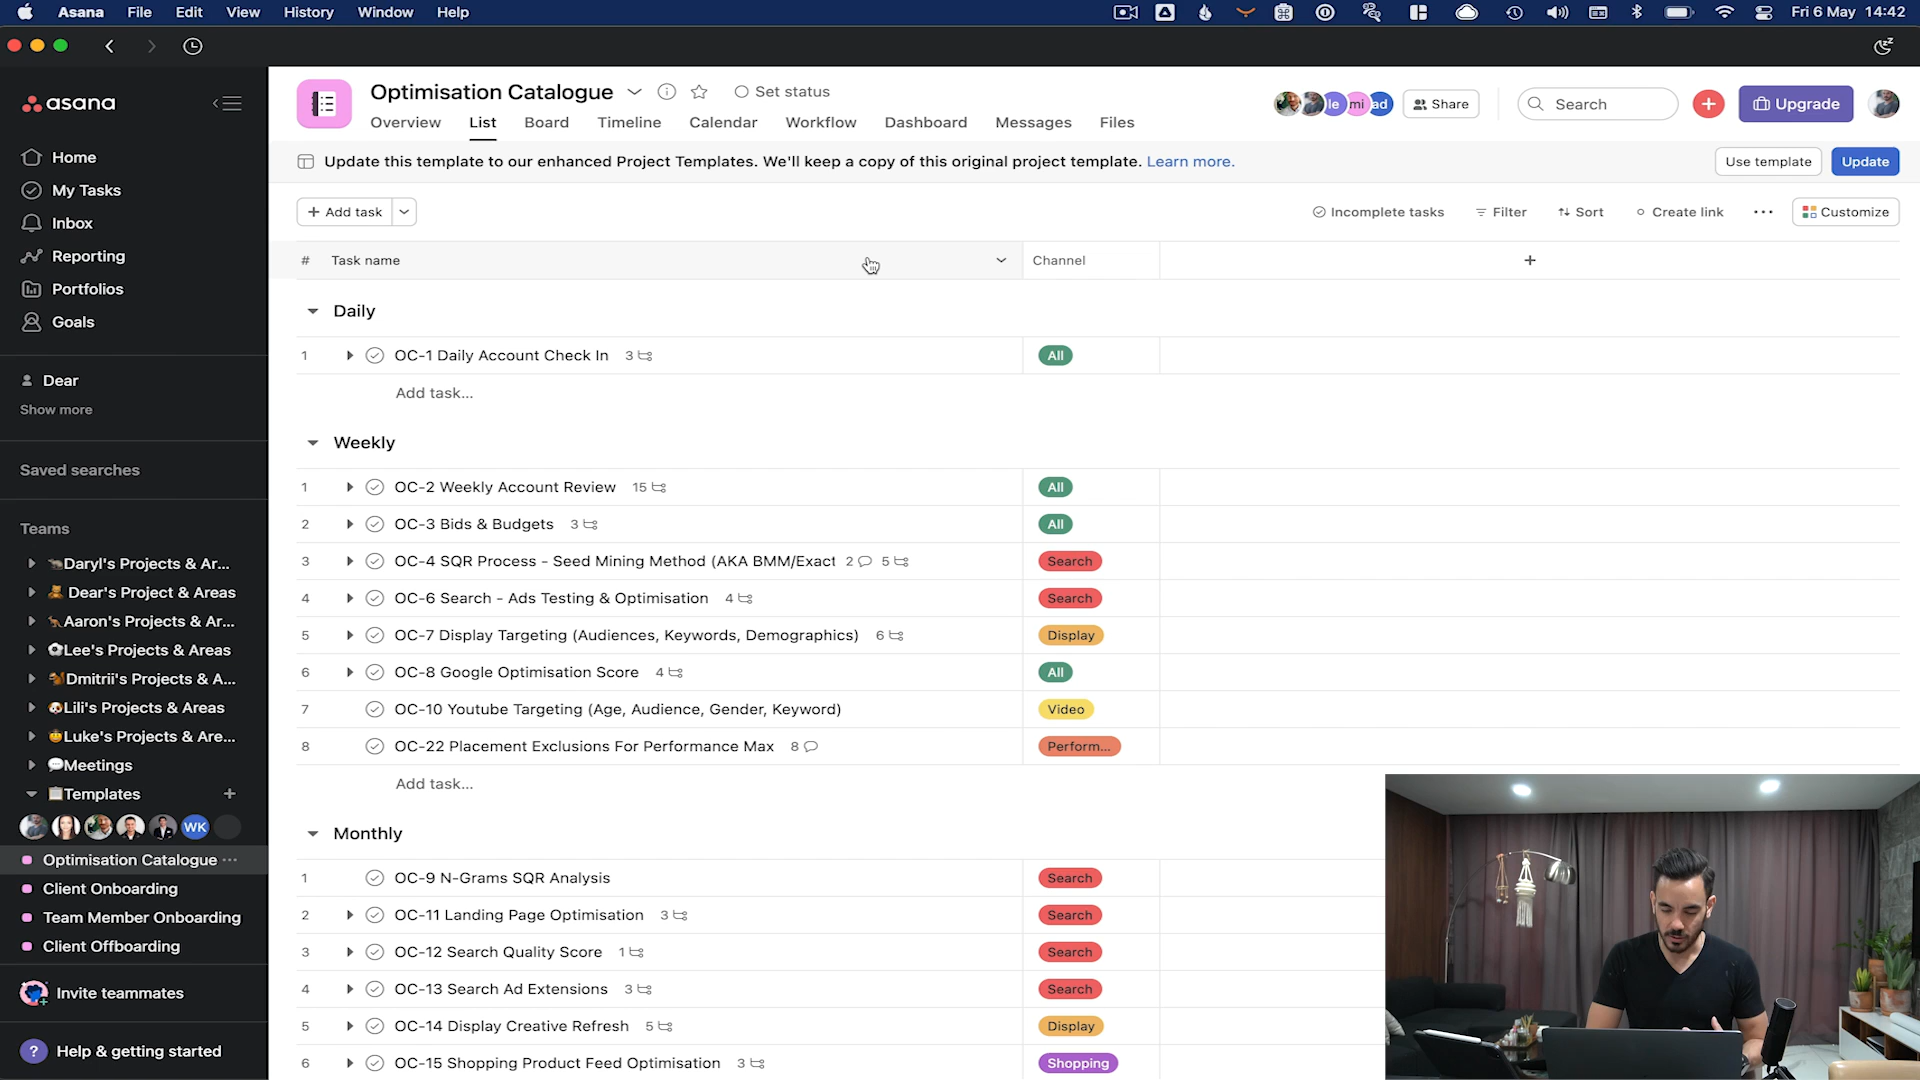 Asana File Edit View History Window Help Fri 6 May 14:42
asana
Home
My Tasks
Inbox
Reporting
Portfolios
Goals
Dear
Show more
Saved searches
Teams
Daryl's Projects & Ar...
Dear's Project & Areas
Aaron's Projects & Ar...
Lee's Projects & Areas
Dmitrii's Projects & A...
Lili's Projects & Areas
Luke's Projects & Are...
Meetings
Templates +
WK
Optimisation Catalogue ...
Client Onboarding
Team Member Onboarding
Client Offboarding
Invite teammates
? Help & getting started
Optimisation Catalogue Set status
Overview List Board Timeline Calendar Workflow Dashboard Messages Files
le mi ad Share Search + Upgrade
Update this template to our enhanced Project Templates. We'll keep a copy of this original project template. Learn more. Use template Update
+ Add task Incomplete tasks Filter Sort Create link ... Customize
# Task name Channel +
Daily
1 OC-1 Daily Account Check In 3 All
Add task...
Weekly
1 OC-2 Weekly Account Review 15 All
2 OC-3 Bids & Budgets 3 All
3 OC-4 SQR Process - Seed Mining Method (AKA BMM/Exact 2 5 Search
4 OC-6 Search - Ads Testing & Optimisation 4 Search
5 OC-7 Display Targeting (Audiences, Keywords, Demographics) 6 Display
6 OC-8 Google Optimisation Score 4 All
7 OC-10 Youtube Targeting (Age, Audience, Gender, Keyword) Video
8 OC-22 Placement Exclusions For Performance Max 8 Perform...
Add task...
Monthly
1 OC-9 N-Grams SQR Analysis Search
2 OC-11 Landing Page Optimisation 3 Search
3 OC-12 Search Quality Score 1 Search
4 OC-13 Search Ad Extensions 3 Search
5 OC-14 Display Creative Refresh 5 Display
6 OC-15 Shopping Product Feed Optimisation 3 Shopping